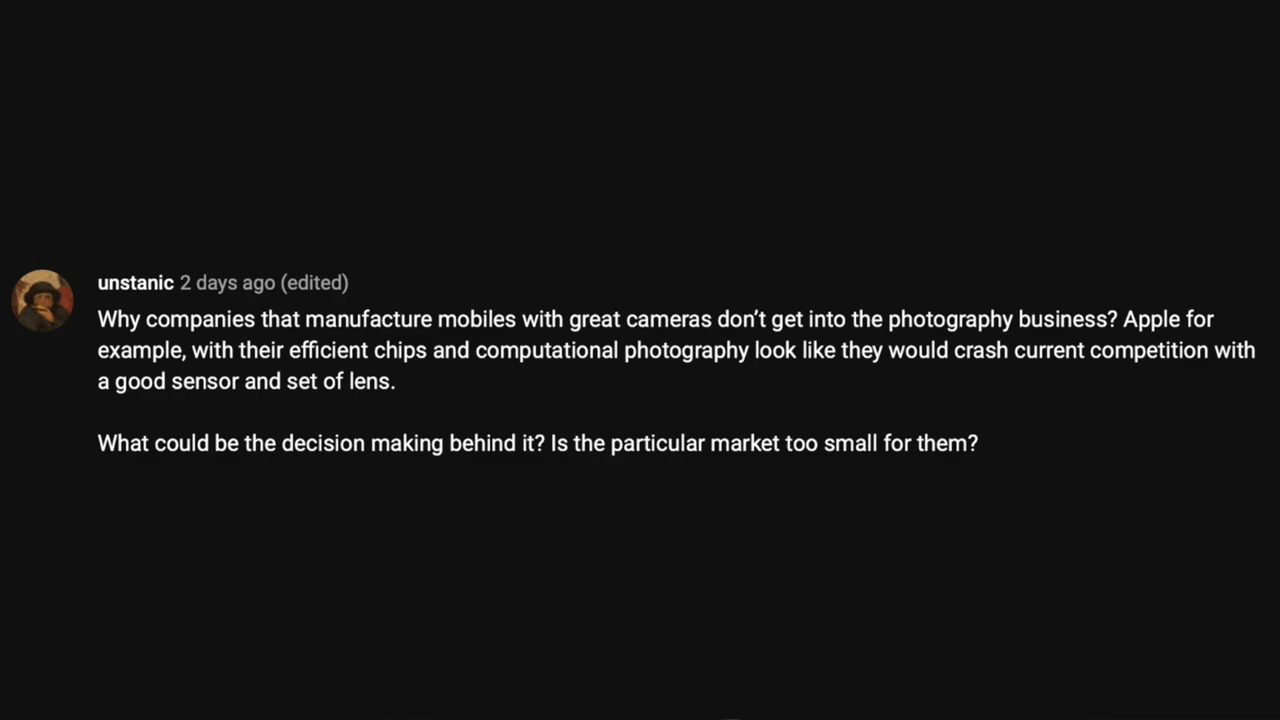 unstanic 2 days ago (edited)
Why companies that manufacture mobiles with great cameras don’t get into the photography business? Apple for
example, with their efficient chips and computational photography look like they would crash current competition with
a good sensor and set of lens.
What could be the decision making behind it? Is the particular market too small for them?